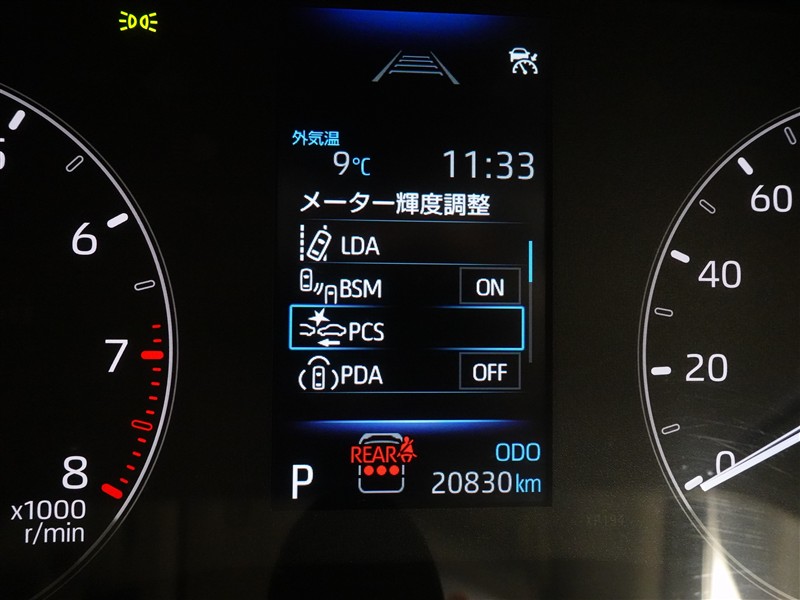 外気温
9℃ 11:33
メーター輝度調整
LDA
BSM ON
PCS
PDA OFF
REAR
ODO
P 20830km
6
7
8
x1000
r/min
60
40
20
0